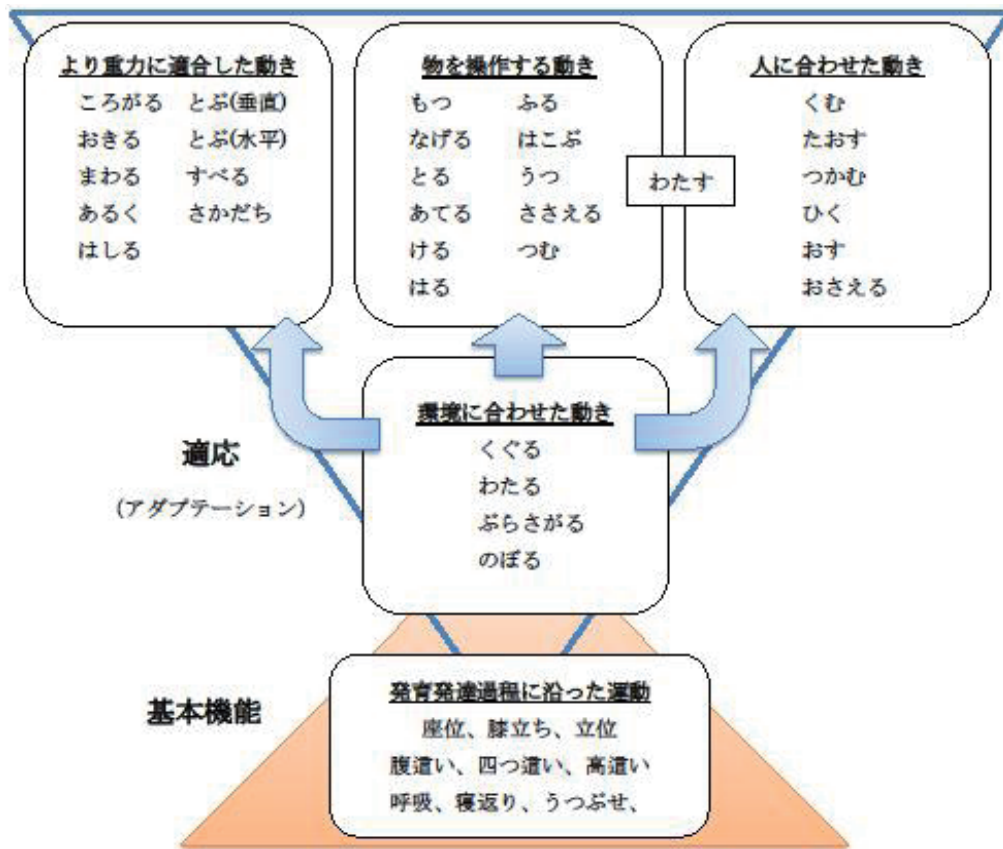 より重力に適合した動き
ころがる とぶ(垂直)
おきる とぶ(水平)
まわる すべる
あるく さかだち
はしる
物を操作する動き
もつ ふる
なげる はこぶ
とる うつ
あてる ささえる
ける つむ
はる
わたす
人に合わせた動き
くむ
たおす
つかむ
ひく
おす
おさえる
環境に合わせた動き
くぐる
わたる
ぶらさがる
のぼる
適応
(アダプテーション)
基本機能
発育発達過程に沿った運動
座位、膝立ち、立位
腹這い、四つ這い、高這い
呼吸、寝返り、うつぶせ、